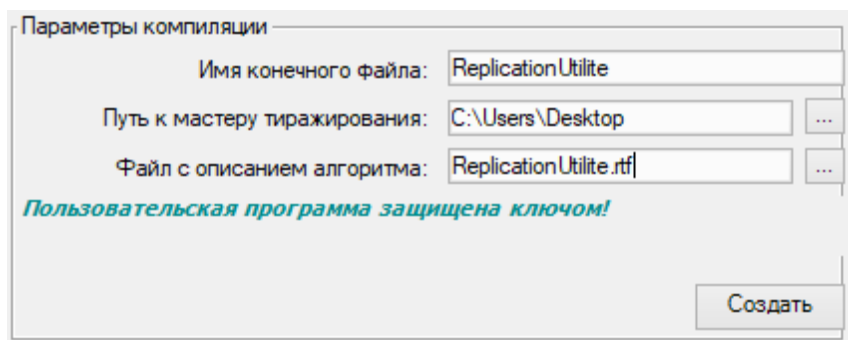 Параметры компиляции
Имя конечного файла: ReplicationUtilite
Путь к мастеру тиражирования: C:\Users\Desktop ...
Файл с описанием алгоритма: ReplicationUtilite.rtf ...
Пользовательская программа защищена ключом!
Создать